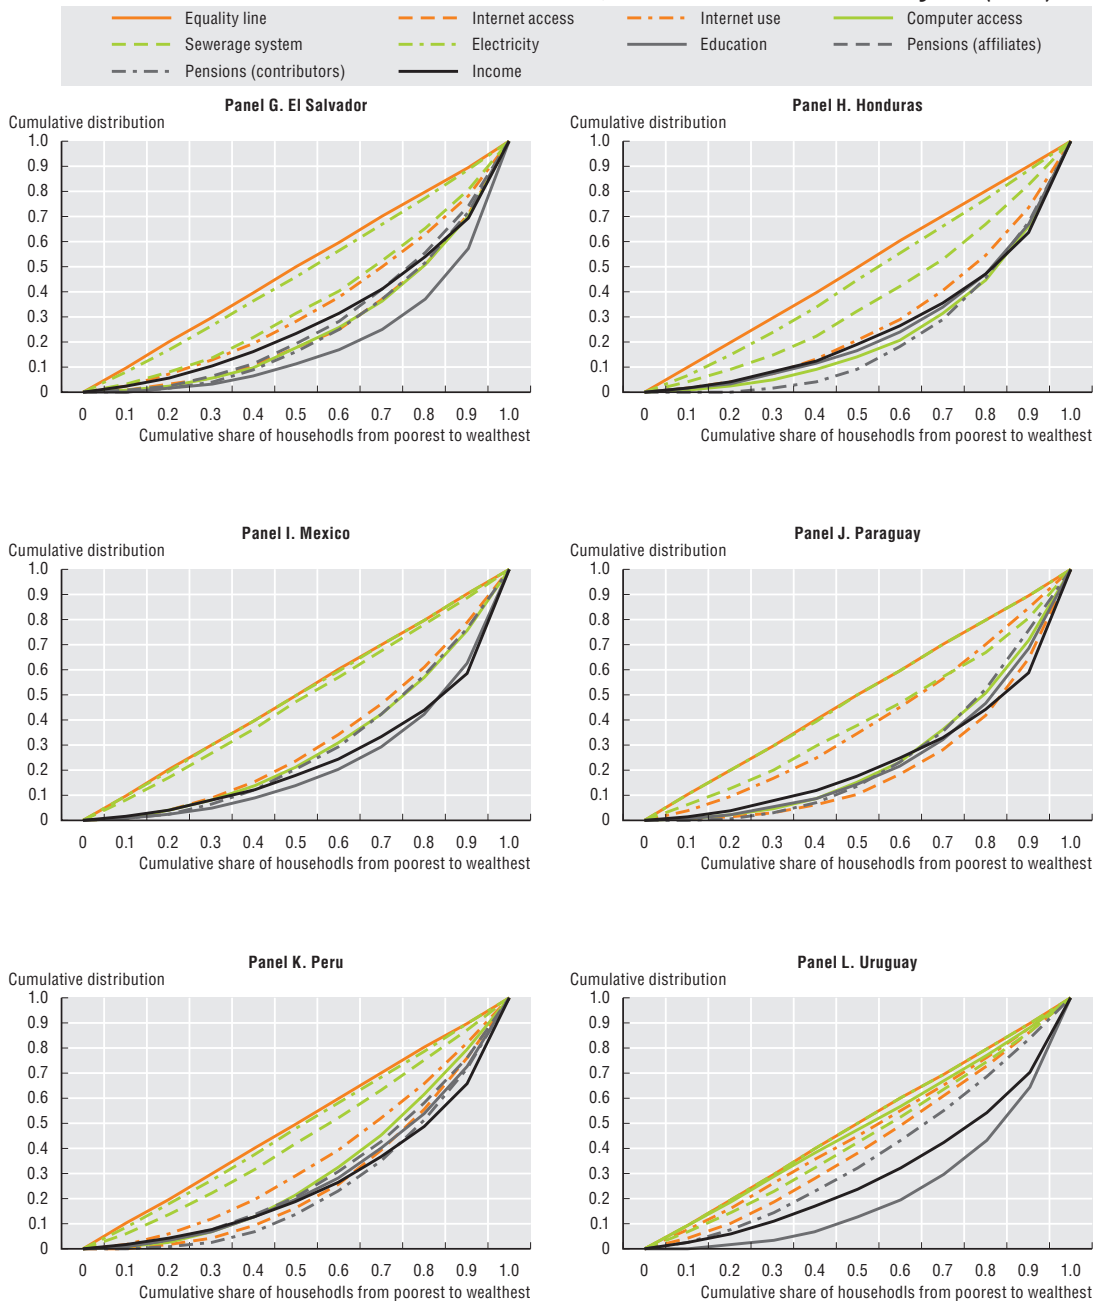 Equality line
Internet access
Internet use
Computer access
Sewerage system
Electricity
Education
Pensions (affiliates)
Pensions (contributors)
Income
Panel G. El Salvador
Cumulative distribution
1.0
0.9
0.8
0.7
0.6
0.5
0.4
0.3
0.2
0.1
0
0 0.1 0.2 0.3 0.4 0.5 0.6 0.7 0.8 0.9 1.0
Cumulative share of househodls from poorest to wealthest
Panel H. Honduras
Cumulative distribution
1.0
0.9
0.8
0.7
0.6
0.5
0.4
0.3
0.2
0.1
0
0 0.1 0.2 0.3 0.4 0.5 0.6 0.7 0.8 0.9 1.0
Cumulative share of househodls from poorest to wealthest
Panel I. Mexico
Cumulative distribution
1.0
0.9
0.8
0.7
0.6
0.5
0.4
0.3
0.2
0.1
0
0 0.1 0.2 0.3 0.4 0.5 0.6 0.7 0.8 0.9 1.0
Cumulative share of househodls from poorest to wealthest
Panel J. Paraguay
Cumulative distribution
1.0
0.9
0.8
0.7
0.6
0.5
0.4
0.3
0.2
0.1
0
0 0.1 0.2 0.3 0.4 0.5 0.6 0.7 0.8 0.9 1.0
Cumulative share of househodls from poorest to wealthest
Panel K. Peru
Cumulative distribution
1.0
0.9
0.8
0.7
0.6
0.5
0.4
0.3
0.2
0.1
0
0 0.1 0.2 0.3 0.4 0.5 0.6 0.7 0.8 0.9 1.0
Cumulative share of househodls from poorest to wealthest
Panel L. Uruguay
Cumulative distribution
1.0
0.9
0.8
0.7
0.6
0.5
0.4
0.3
0.2
0.1
0
0 0.1 0.2 0.3 0.4 0.5 0.6 0.7 0.8 0.9 1.0
Cumulative share of househodls from poorest to wealthest